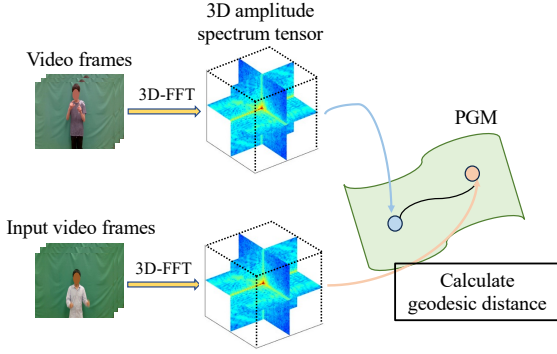 3D amplitude
spectrum tensor
Video frames
3D-FFT
PGM
Input video frames
3D-FFT
Calculate
geodesic distance